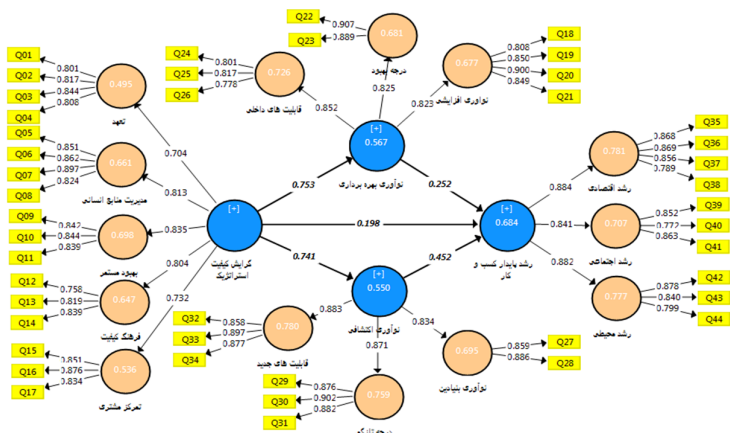 Q22
0.907
Q23
0.889
0.681
درجه بهبود
0.825
Q18
0.808
Q19
0.850
Q20
0.900
Q21
0.849
0.677
نوآوری افزایشی
0.823
Q24
0.801
Q25
0.817
Q26
0.778
0.726
قابلیت های داخلی
0.852
Q01
0.801
Q02
0.817
Q03
0.844
Q04
0.808
0.495
تعهد
0.704
Q05
0.851
Q06
0.862
Q07
0.897
Q08
0.824
0.661
مدیریت منابع انسانی
0.813
Q09
0.842
Q10
0.844
Q11
0.839
0.698
بهبود مستمر
0.835
Q12
0.758
Q13
0.819
Q14
0.839
0.647
فرهنگ کیفیت
0.804
Q15
0.851
Q16
0.876
Q17
0.834
0.536
تمرکز مشتری
0.732
[+]
گرایش کیفیت
استراتژیک
[+]
0.567
نوآوری بهره برداری
0.753
0.252
0.198
0.741
0.452
[+]
0.684
رشد پایدار کسب و
کار
[+]
0.550
نوآوری اکتشافی
Q35
0.868
Q36
0.869
Q37
0.856
Q38
0.789
0.781
رشد اقتصادی
0.884
Q39
0.852
Q40
0.777
Q41
0.863
0.707
رشد اجتماعی
0.841
Q42
0.878
Q43
0.840
Q44
0.799
0.777
رشد محیطی
0.882
Q32
0.858
Q33
0.897
Q34
0.877
0.780
قابلیت های جدید
0.883
0.834
0.695
نوآوری بنیادین
Q27
0.859
Q28
0.886
0.871
Q29
0.876
Q30
0.902
Q31
0.882
0.759
درجه